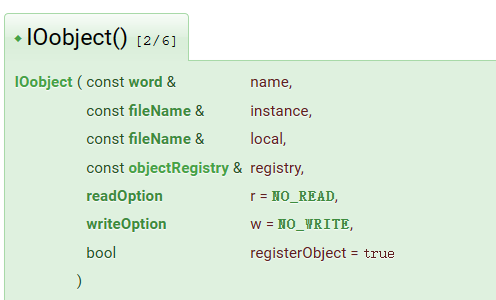 ◆ IOobject() [2/6]
IOobject ( const word & name,
const fileName & instance,
const fileName & local,
const objectRegistry & registry,
readOption r = NO_READ,
writeOption w = NO_WRITE,
bool registerObject = true
)